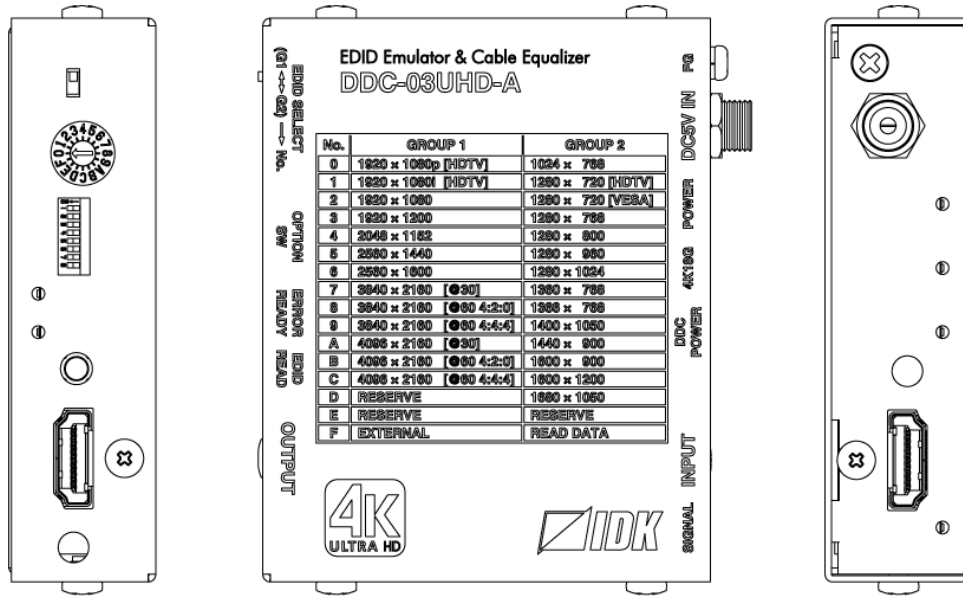 EDID Emulator & Cable Equalizer
DDC-03UHD-A
EDID SELECT
(G1 ↔ G2) → No.
OPTION
SW
ERROR
READY
EDID
READ
OUTPUT
No. GROUP 1 GROUP 2
0 1920 x 1080p [HDTV] 1024 x 768
1 1920 x 1080i [HDTV] 1280 x 720 [HDTV]
2 1920 x 1080 1280 x 720 [VESA]
3 1920 x 1200 1280 x 768
4 2048 x 1152 1280 x 800
5 2560 x 1440 1280 x 960
6 2560 x 1600 1280 x 1024
7 3840 x 2160 [@30] 1360 x 768
8 3840 x 2160 [@60 4:2:0] 1366 x 768
9 3840 x 2160 [@60 4:4:4] 1400 x 1050
A 4096 x 2160 [@30] 1440 x 900
B 4096 x 2160 [@60 4:2:0] 1600 x 900
C 4096 x 2160 [@60 4:4:4] 1600 x 1200
D RESERVE 1680 x 1050
E RESERVE RESERVE
F EXTERNAL READ DATA
FG
DC5V IN
POWER
4K18G
DDC
POWER
INPUT
SIGNAL
4K
ULTRA HD
IDK
0123456789ABCDEF